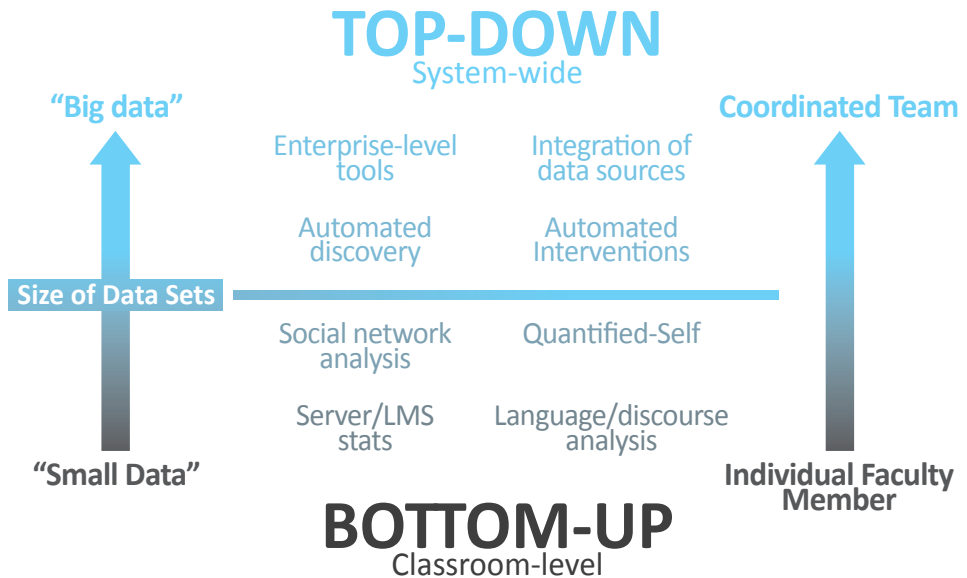 TOP-DOWN
System-wide
“Big data”
Coordinated Team
Enterprise-level
tools
Integration of
data sources
Automated
discovery
Automated
Interventions
Size of Data Sets
Social network
analysis
Quantified-Self
Server/LMS
stats
Language/discourse
analysis
“Small Data”
Individual Faculty
Member
BOTTOM-UP
Classroom-level